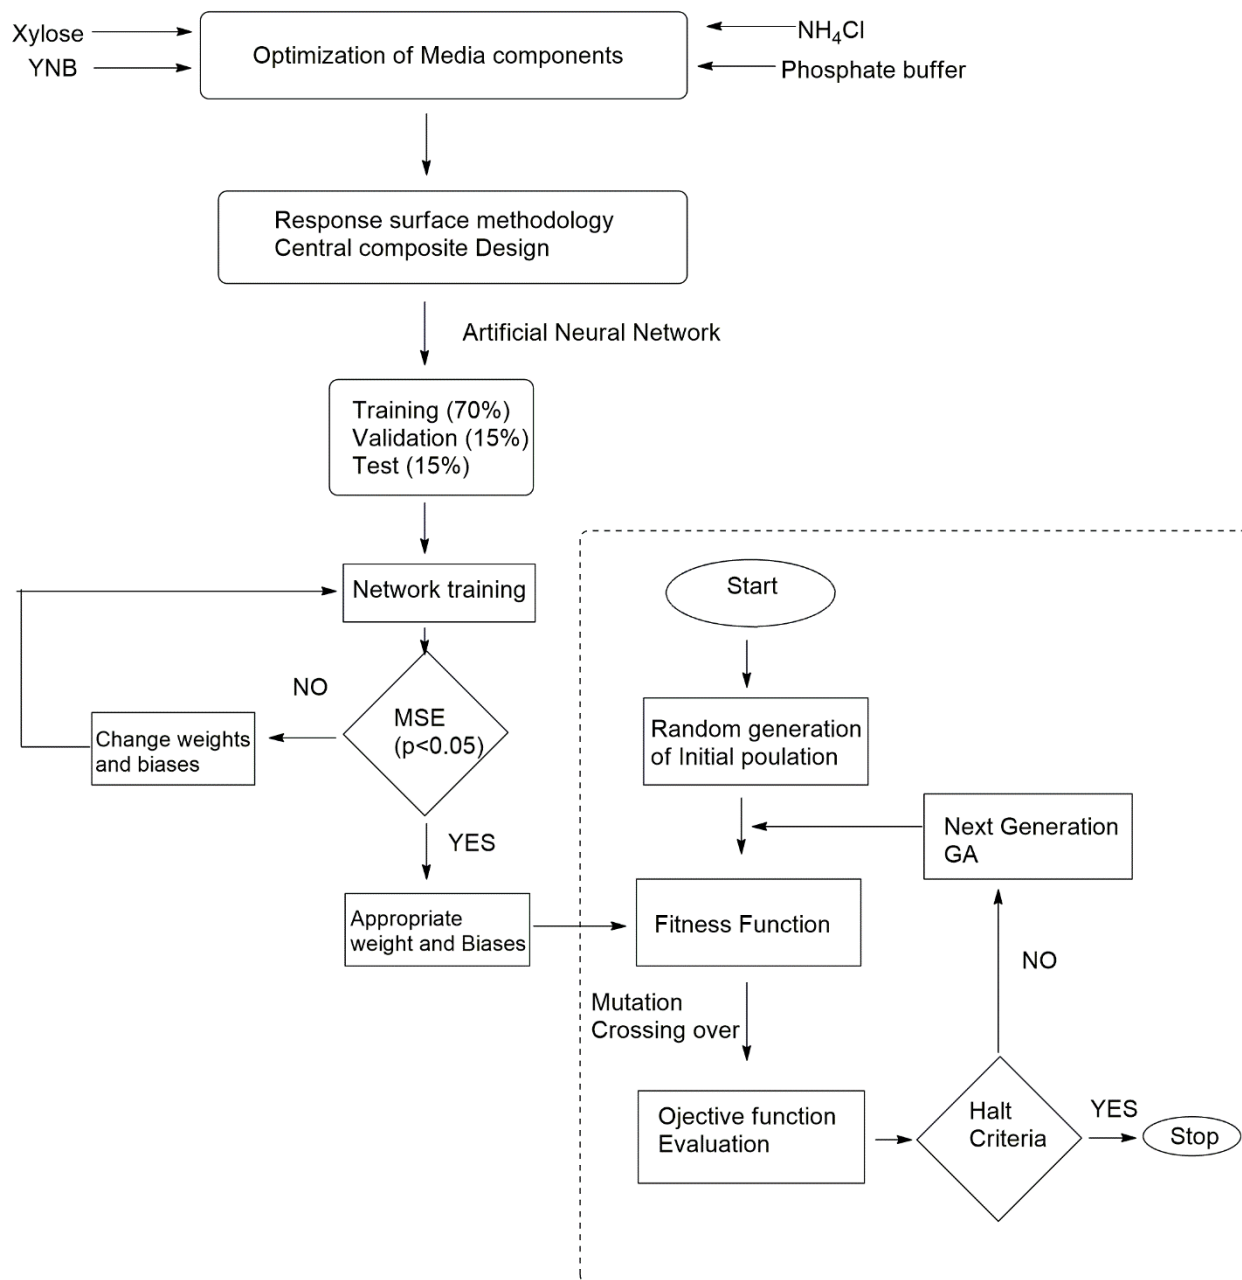 Xylose
YNB
Optimization of Media components
NH₄Cl
Phosphate buffer
Response surface methodology
Central composite Design
Artificial Neural Network
Training (70%)
Validation (15%)
Test (15%)
Network training
NO
MSE
(p<0.05)
Change weights
and biases
YES
Appropriate
weight and Biases
Start
Random generation
of Initial poulation
Next Generation
GA
Fitness Function
NO
Mutation
Crossing over
Ojective function
Evaluation
Halt
Criteria
YES
Stop